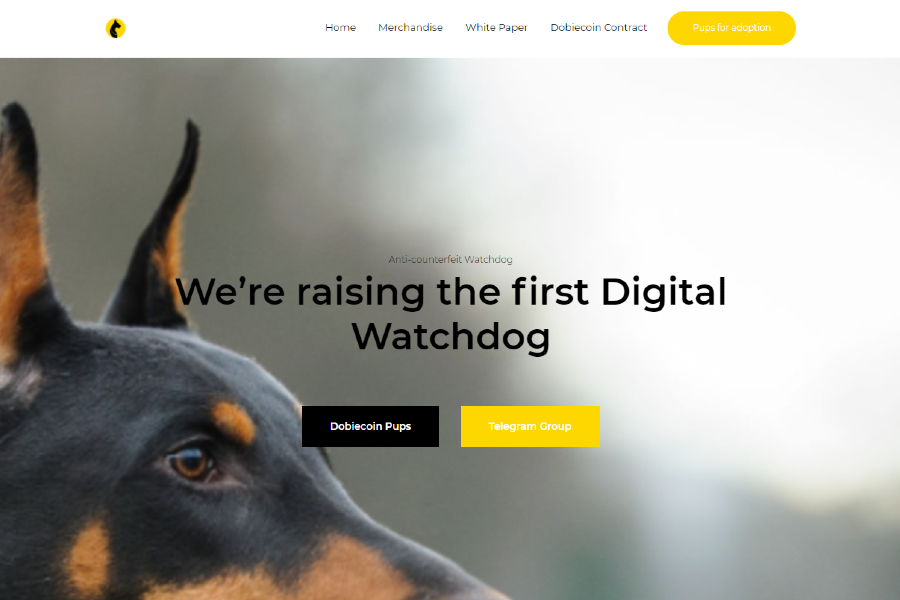 Home
Merchandise
White Paper
Dobiecoin Contract
Pups for adoption
Anti-counterfeit Watchdog
We’re raising the first Digital
Watchdog
Dobiecoin Pups
Telegram Group